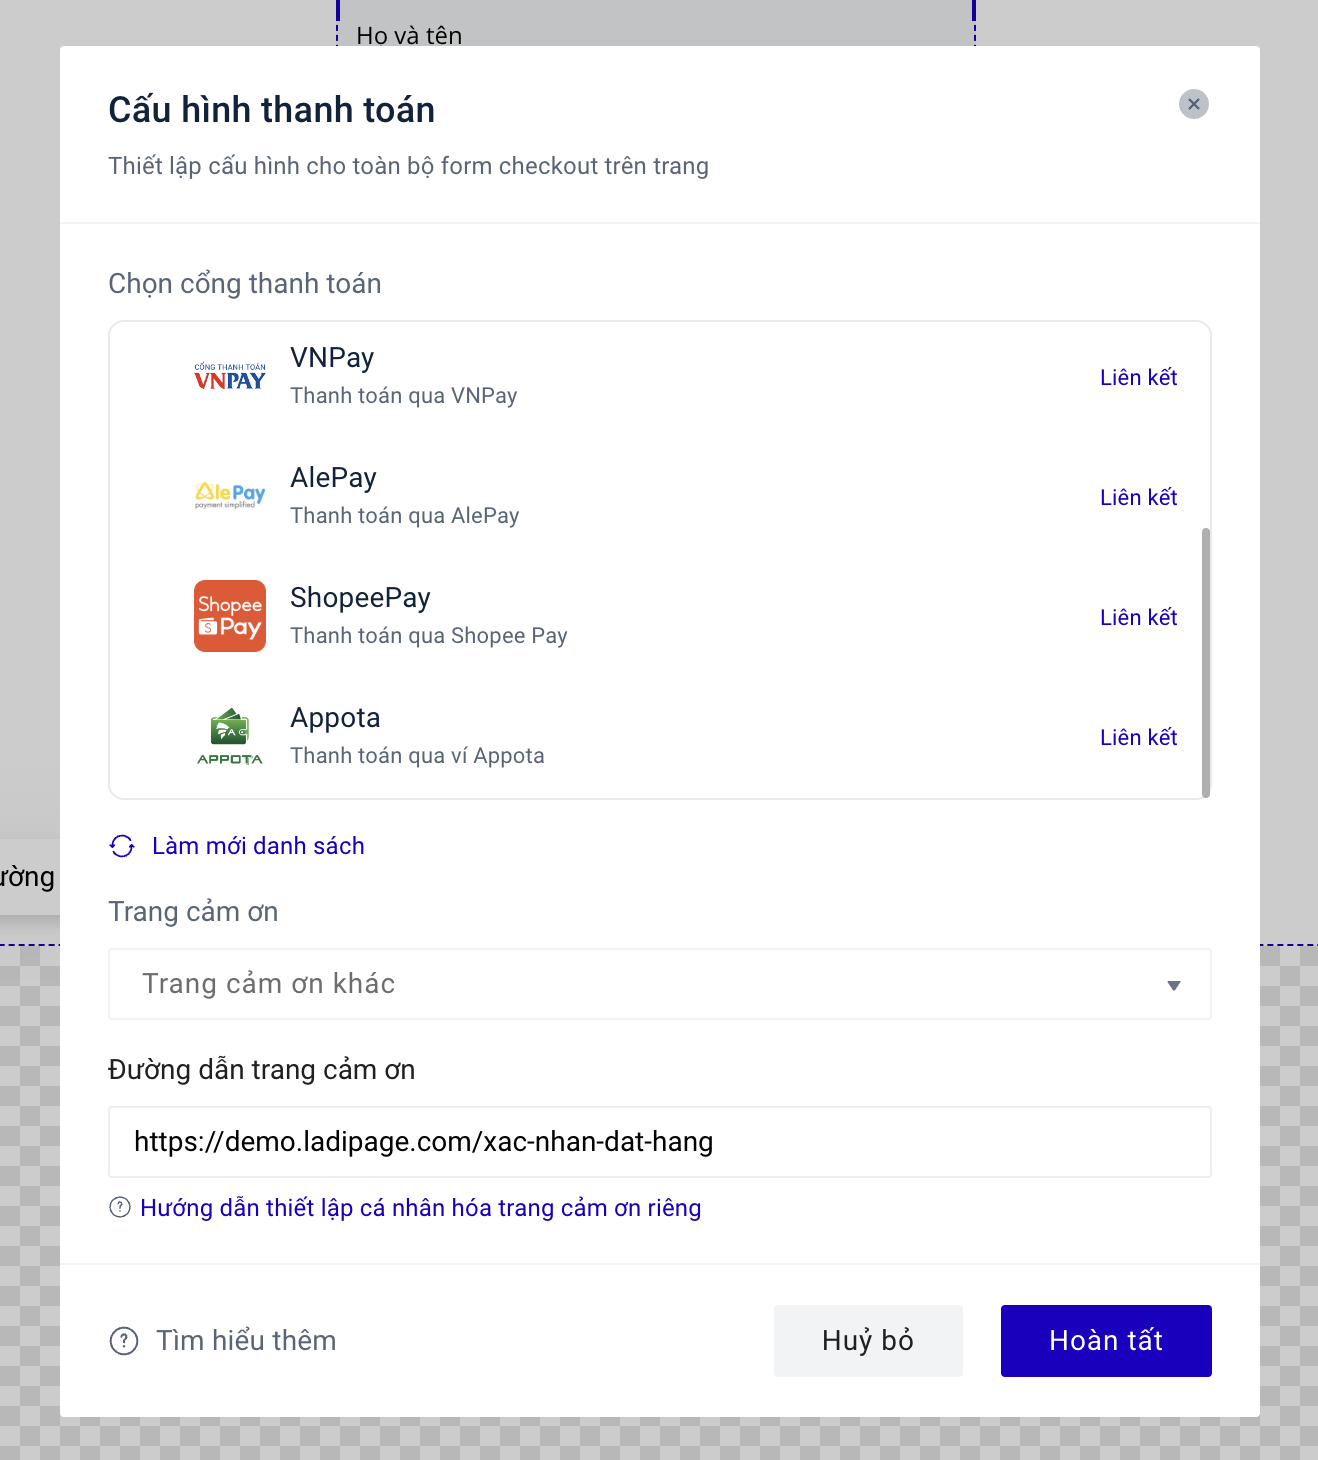 Họ và tên
Cấu hình thanh toán
Thiết lập cấu hình cho toàn bộ form checkout trên trang
Chọn cổng thanh toán
CỔNG THANH TOÁN
VNPAY
VNPay
Thanh toán qua VNPay
Liên kết
AlePay
payment simplified
AlePay
Thanh toán qua AlePay
Liên kết
Shopee
Pay
ShopeePay
Thanh toán qua Shopee Pay
Liên kết
APPOTA
Appota
Thanh toán qua ví Appota
Liên kết
Làm mới danh sách
ường
Trang cảm ơn
Trang cảm ơn khác
Đường dẫn trang cảm ơn
https://demo.ladipage.com/xac-nhan-dat-hang
Hướng dẫn thiết lập cá nhân hóa trang cảm ơn riêng
Tìm hiểu thêm
Huỷ bỏ
Hoàn tất